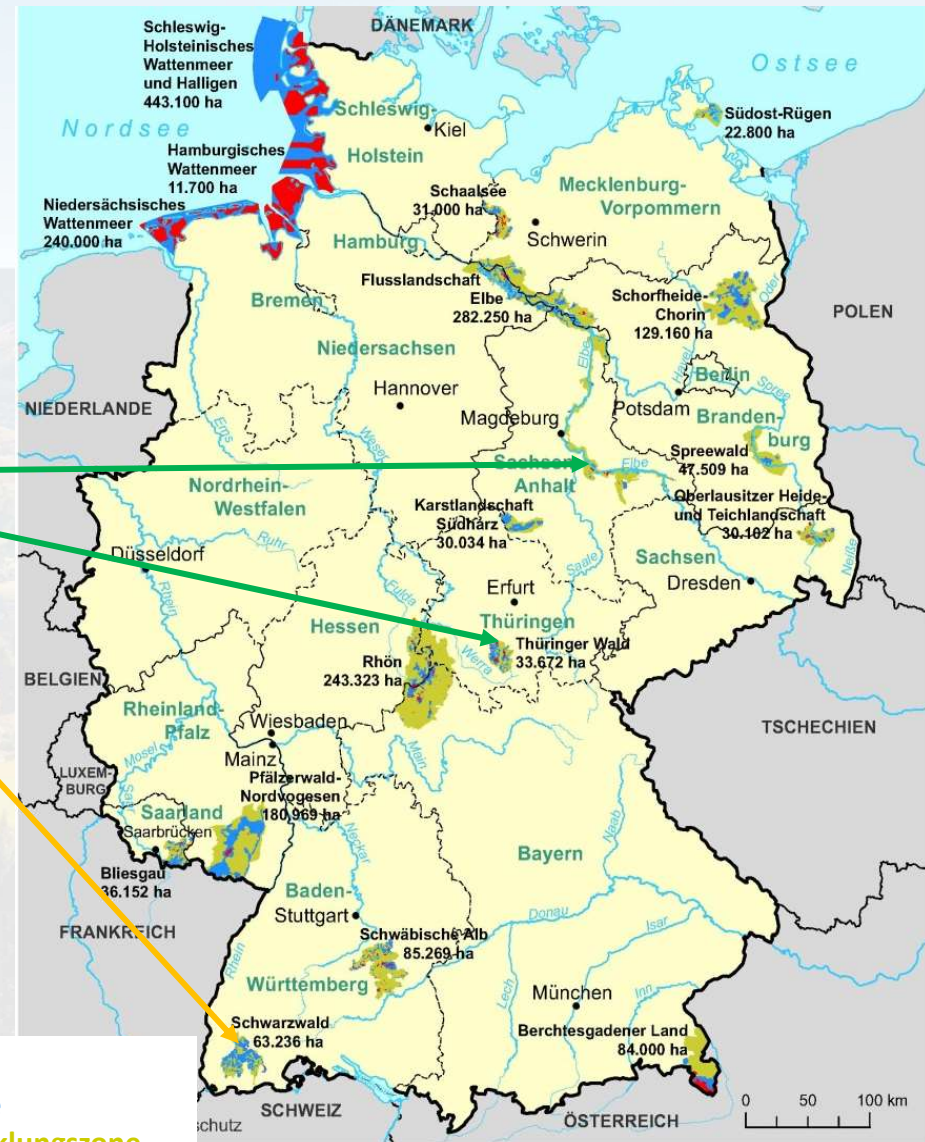 DÄNEMARK
Schleswig-
Holsteinisches
Wattenmeer
und Halligen
443.100 ha
Ostsee
Nordsee
Schleswig-
Holstein
Kiel
Südost-Rügen
22.800 ha
Hamburgisches
Wattenmeer
11.700 ha
Niedersächsisches
Wattenmeer
240.000 ha
Schaalsee
31.000 ha
Mecklenburg-
Vorpommern
Schwerin
Hamburg
Flusslandschaft
Elbe
282.250 ha
Schorfheide-
Chorin
129.160 ha
Oder
POLEN
Bremen
Niedersachsen
Elbe
Havel
Berlin
Spree
Hannover
NIEDERLANDE
Magdeburg
Potsdam
Branden-
burg
Ems
Weser
Spreewald
47.509 ha
Sachsen
Anhalt
Elbe
Nordrhein-
Westfalen
Karstlandschaft
Südharz
30.034 ha
Oberlausitzer Heide-
und Teichlandschaft
30.102 ha
Ruhr
Düsseldorf
Saale
Sachsen
Dresden
Neiße
Rhein
Fulda
Erfurt
Thüringen
Hessen
Werra
Thüringer Wald
33.672 ha
Rhön
243.323 ha
BELGIEN
Rheinland-
Pfalz
Wiesbaden
Mainz
Main
TSCHECHIEN
Mosel
LUXEM-
BURG
Saar
Pfälzerwald-
Nordvogesen
180.969 ha
Saarland
Saarbrücken
Neckar
Naab
Bayern
Bliesgau
36.152 ha
Baden-
Stuttgart
Donau
Isar
FRANKREICH
Schwäbische Alb
85.269 ha
Rhein
Württemberg
Lech
Inn
München
Schwarzwald
63.236 ha
Berchtesgadener Land
84.000 ha
SCHWEIZ
ÖSTERREICH
0 50 100 km
schutz
klungszone